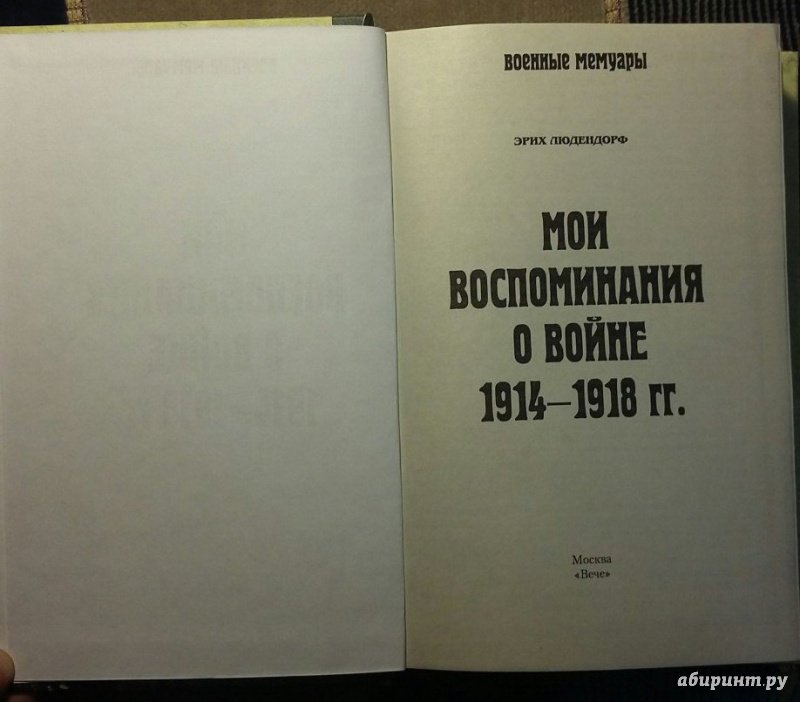 ВОЕННЫЕ МЕМУАРЫ
ЭРИХ ЛЮДЕНДОРФ
МОИ
ВОСПОМИНАНИЯ
О ВОЙНЕ
1914–1918 гг.
Москва
«Вече»
абиринт.ру